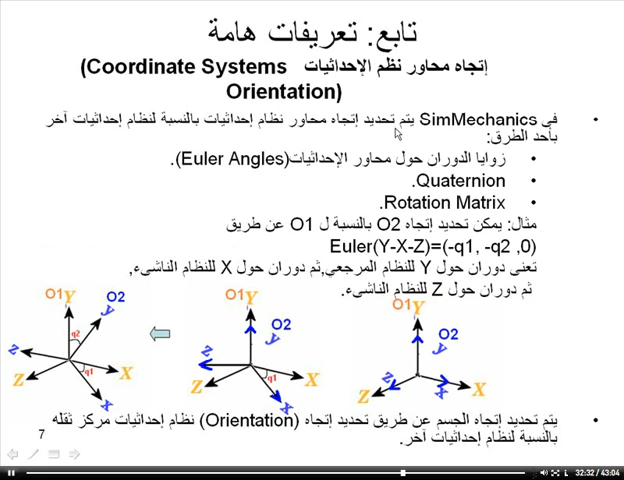 تابع: تعريفات هامة
إتجاه محاور نظم الإحداثيات (Coordinate Systems
Orientation)
• فى SimMechanics يتم تحديد إتجاه محاور نظام إحداثيات بالنسبة لنظام إحداثيات آخر
بأحد الطرق:
• زوايا الدوران حول محاور الإحداثيات(Euler Angles).
• Quaternion.
• Rotation Matrix.
مثال: يمكن تحديد إتجاه O2 بالنسبة ل O1 عن طريق
Euler(Y-X-Z)=(-q1, -q2 ,0)
تعنى دوران حول Y للنظام المرجعي,ثم دوران حول X للنظام الناشىء,
ثم دوران حول Z للنظام الناشىء.
O1 Y O2 y q2 z Z q1 X x
O1 Y O2 y z Z q1 X x
O1 Y O2 y z Z x X
• يتم تحديد إتجاه الجسم عن طريق تحديد إتجاه (Orientation) نظام إحداثيات مركز ثقله
بالنسبة لنظام إحداثيات آخر.
7
32:32 / 43:04